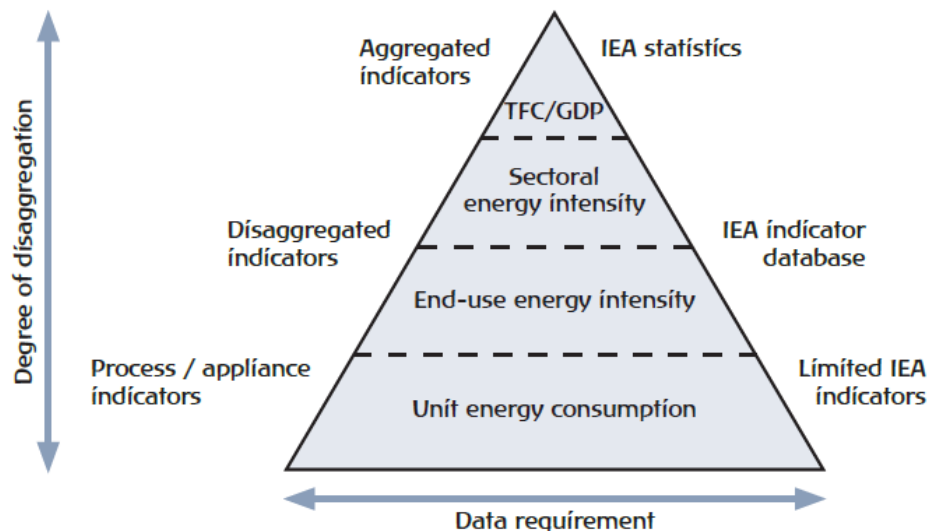 Aggregated
indicators
IEA statistics
TFC/GDP
Sectoral
energy intensity
Disaggregated
indicators
IEA indicator
database
End-use energy intensity
Process / appliance
indicators
Limited IEA
indicators
Unit energy consumption
Degree of disaggregation
Data requirement